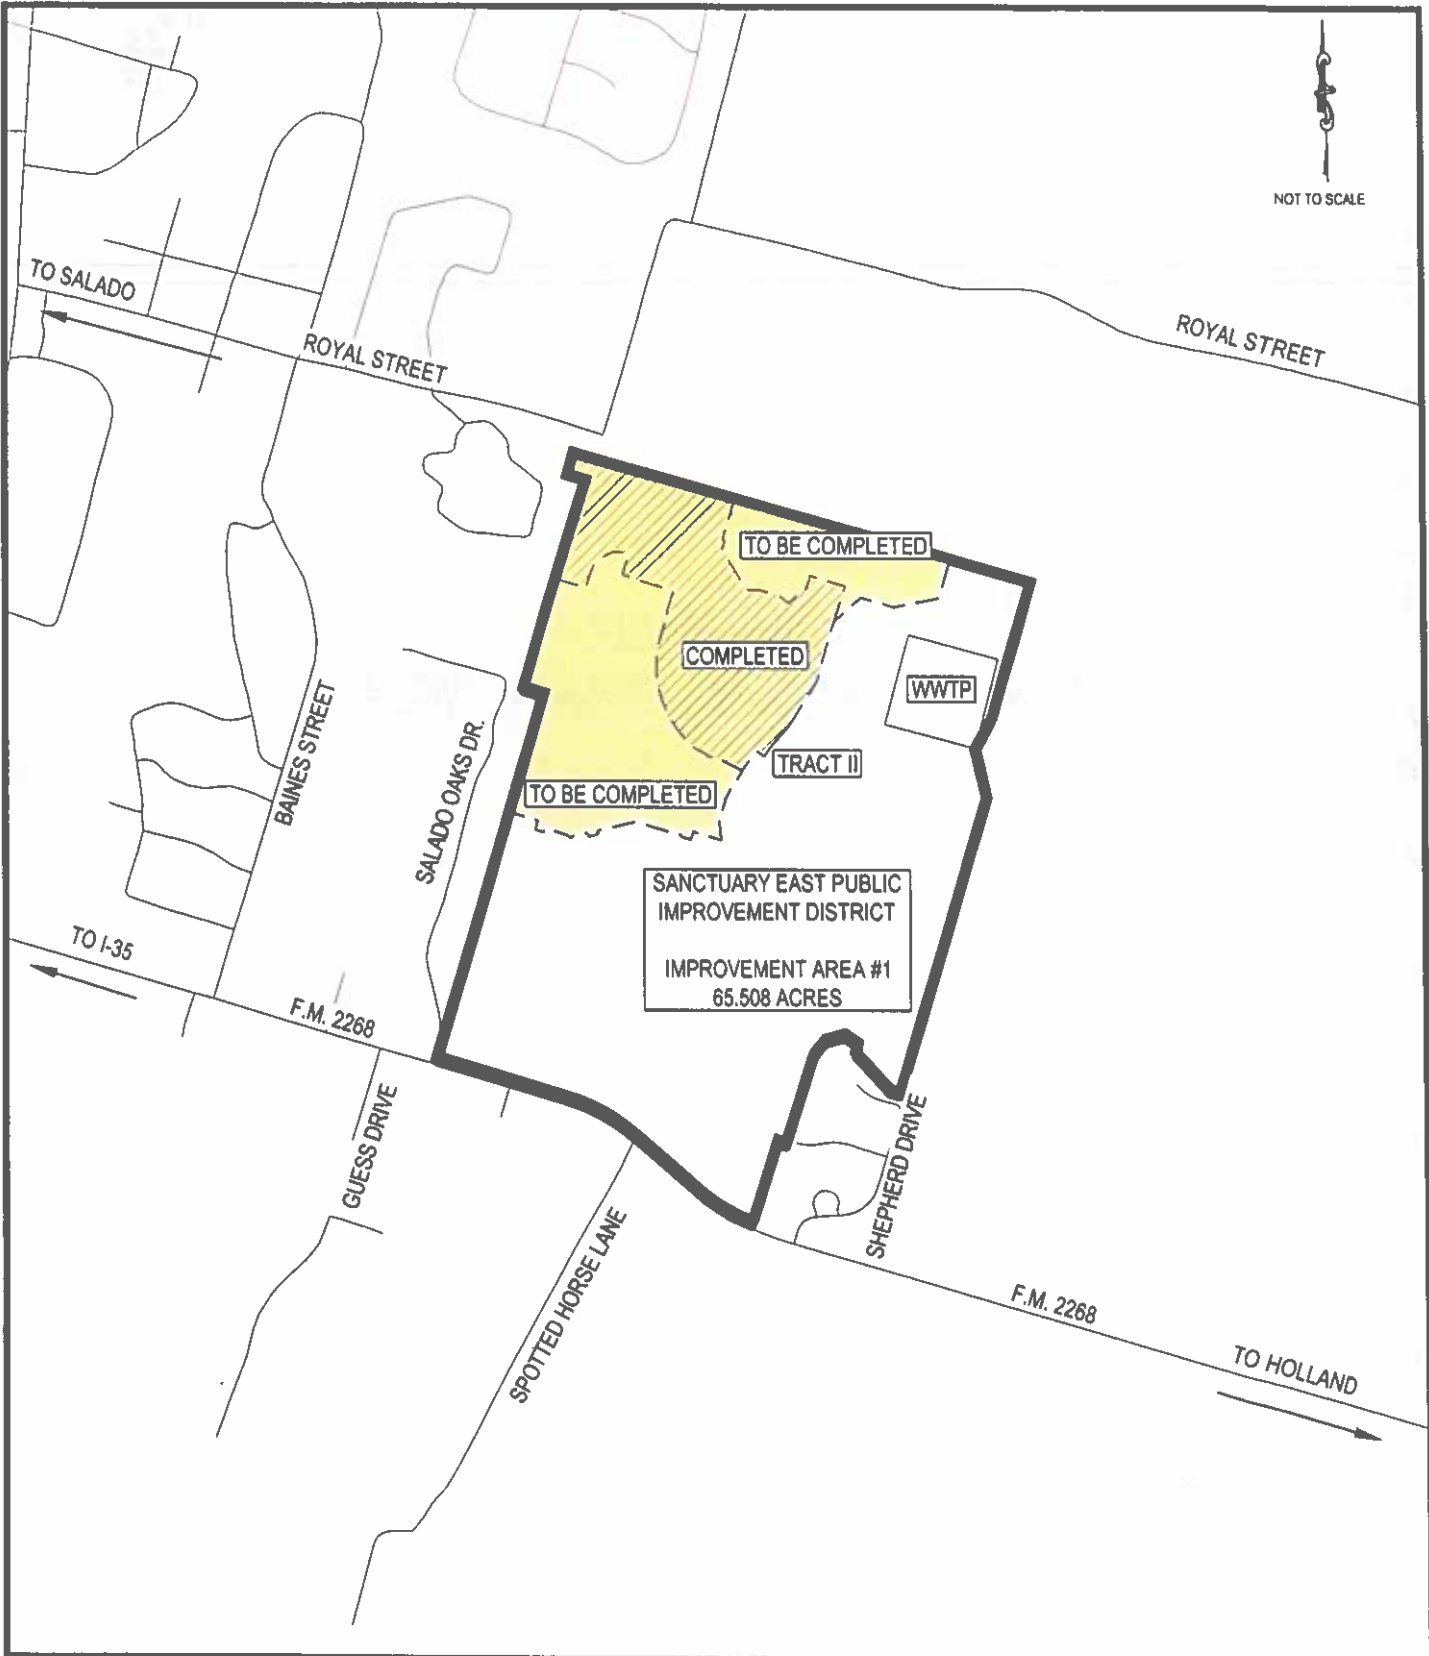 NOT TO SCALE
TO SALADO
ROYAL STREET
ROYAL STREET
TO BE COMPLETED
COMPLETED
WWTP
TRACT II
TO BE COMPLETED
BAINES STREET
SALADO OAKS DR.
SANCTUARY EAST PUBLIC
IMPROVEMENT DISTRICT
IMPROVEMENT AREA #1
65.508 ACRES
TO I-35
F.M. 2268
GUESS DRIVE
SHEPHERD DRIVE
SPOTTED HORSE LANE
F.M. 2268
TO HOLLAND